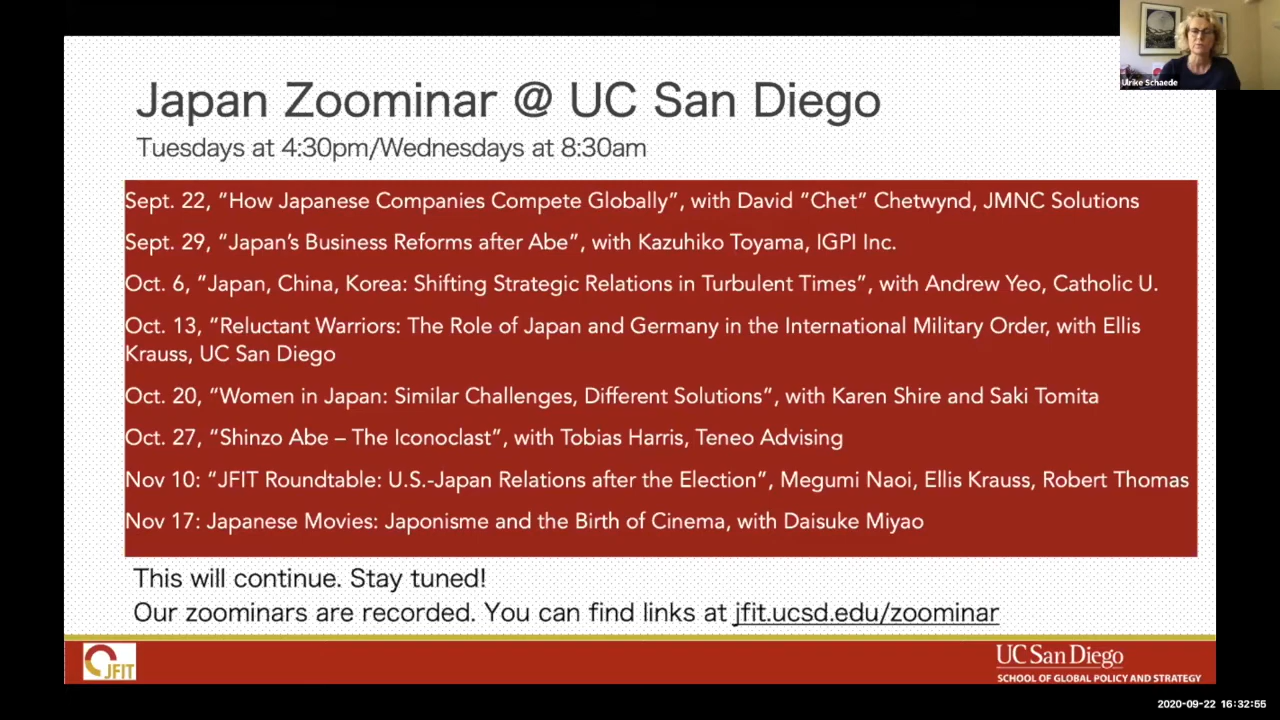 Ulrike Schaede
Japan Zoominar @ UC San Diego
Tuesdays at 4:30pm/Wednesdays at 8:30am
Sept. 22, “How Japanese Companies Compete Globally”, with David “Chet” Chetwynd, JMNC Solutions
Sept. 29, “Japan’s Business Reforms after Abe”, with Kazuhiko Toyama, IGPI Inc.
Oct. 6, “Japan, China, Korea: Shifting Strategic Relations in Turbulent Times”, with Andrew Yeo, Catholic U.
Oct. 13, “Reluctant Warriors: The Role of Japan and Germany in the International Military Order, with Ellis
Krauss, UC San Diego
Oct. 20, “Women in Japan: Similar Challenges, Different Solutions”, with Karen Shire and Saki Tomita
Oct. 27, “Shinzo Abe – The Iconoclast”, with Tobias Harris, Teneo Advising
Nov 10: “JFIT Roundtable: U.S.-Japan Relations after the Election”, Megumi Naoi, Ellis Krauss, Robert Thomas
Nov 17: Japanese Movies: Japonisme and the Birth of Cinema, with Daisuke Miyao
This will continue. Stay tuned!
Our zoominars are recorded. You can find links at jfit.ucsd.edu/zoominar
JFIT
UC San Diego
SCHOOL OF GLOBAL POLICY AND STRATEGY
2020-09-22 16:32:55